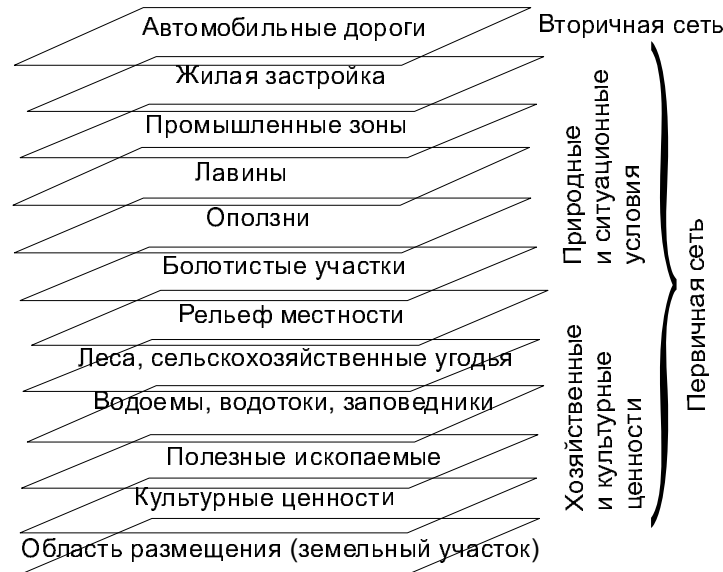 Автомобильные дороги
Вторичная сеть
Жилая застройка
Промышленные зоны
Лавины
Оползни
Болотистые участки
Рельеф местности
Леса, сельскохозяйственные угодья
Водоемы, водотоки, заповедники
Полезные ископаемые
Культурные ценности
Область размещения (земельный участок)
Природные
и ситуационные
условия
Хозяйственные
и культурные
ценности
Первичная сеть